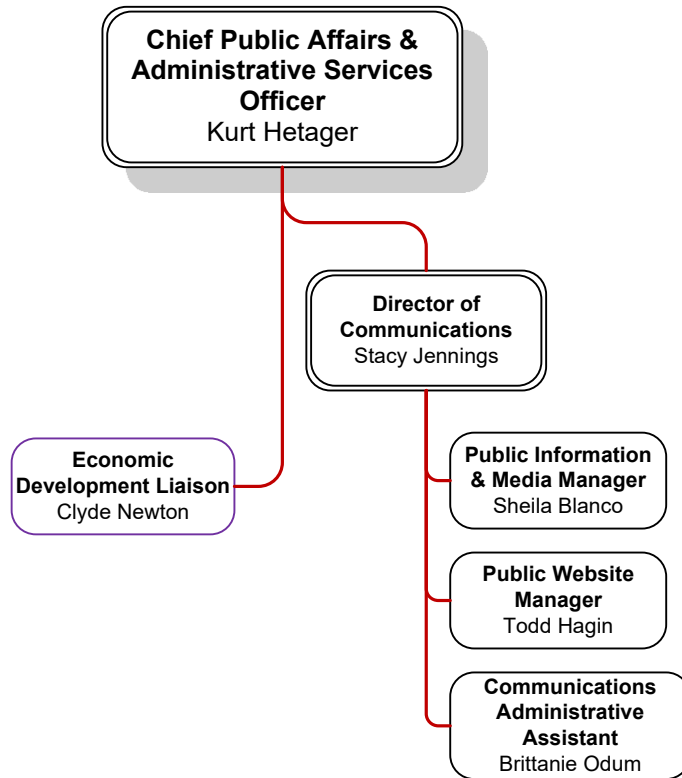 Chief Public Affairs &
Administrative Services
Officer
Kurt Hetager
Director of
Communications
Stacy Jennings
Economic
Development Liaison
Clyde Newton
Public Information
& Media Manager
Sheila Blanco
Public Website
Manager
Todd Hagin
Communications
Administrative
Assistant
Brittanie Odum